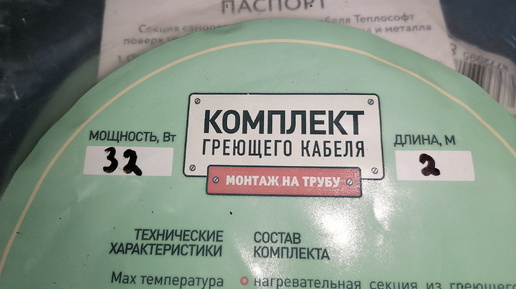 ПАСПОРТ
Секция
кабеля Теплософт
и металла
МОЩНОСТЬ, Вт
32
КОМПЛЕКТ
ГРЕЮЩЕГО КАБЕЛЯ
МОНТАЖ НА ТРУБУ
ДЛИНА, М
2
ТЕХНИЧЕСКИЕ
ХАРАКТЕРИСТИКИ
СОСТАВ
КОМПЛЕКТА
Max температура
нагревательная секция из греющего